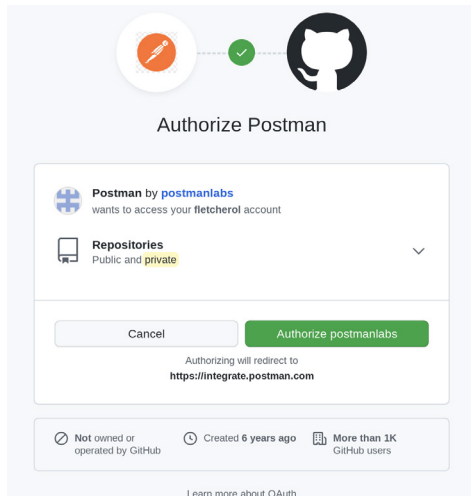 Authorize Postman
Postman by postmanlabs
wants to access your fletcherol account
Repositories
Public and private
Cancel
Authorize postmanlabs
Authorizing will redirect to
https://integrate.postman.com
Not owned or
operated by GitHub
Created 6 years ago
More than 1K
GitHub users
Learn more about OAuth